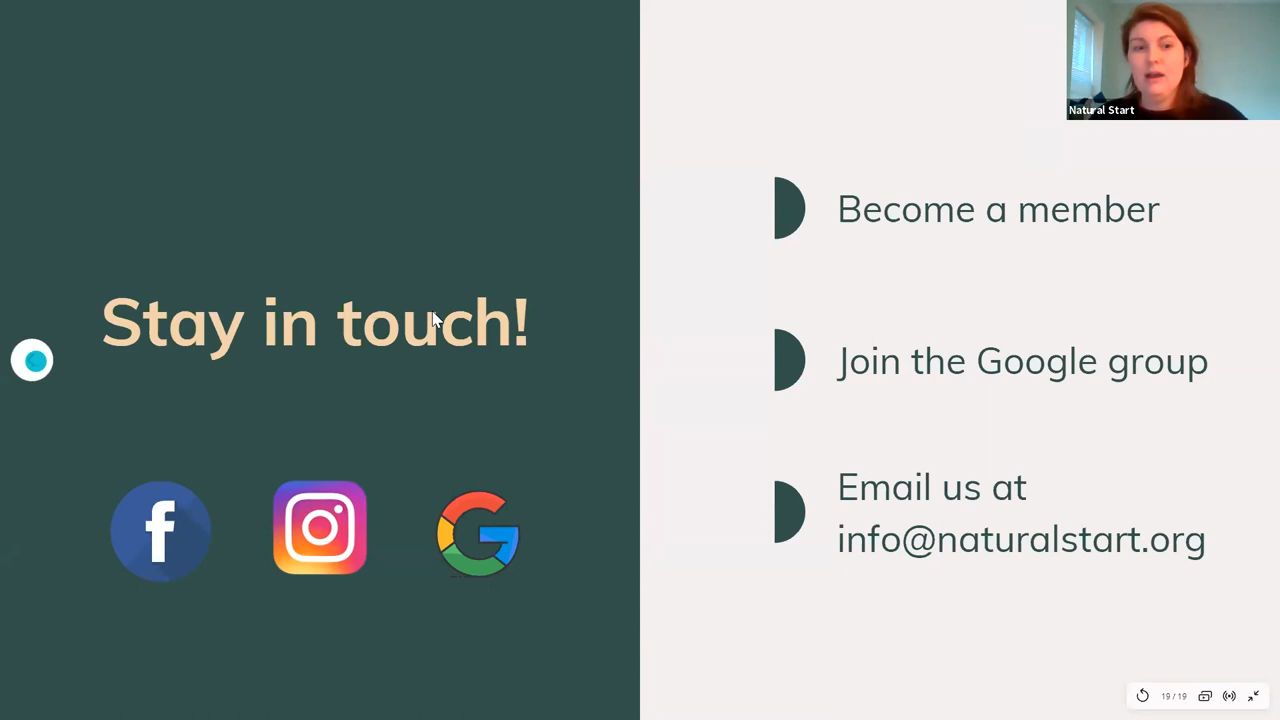 Natural Start
Stay in touch!
Become a member
Join the Google group
Email us at
info@naturalstart.org
19 / 19